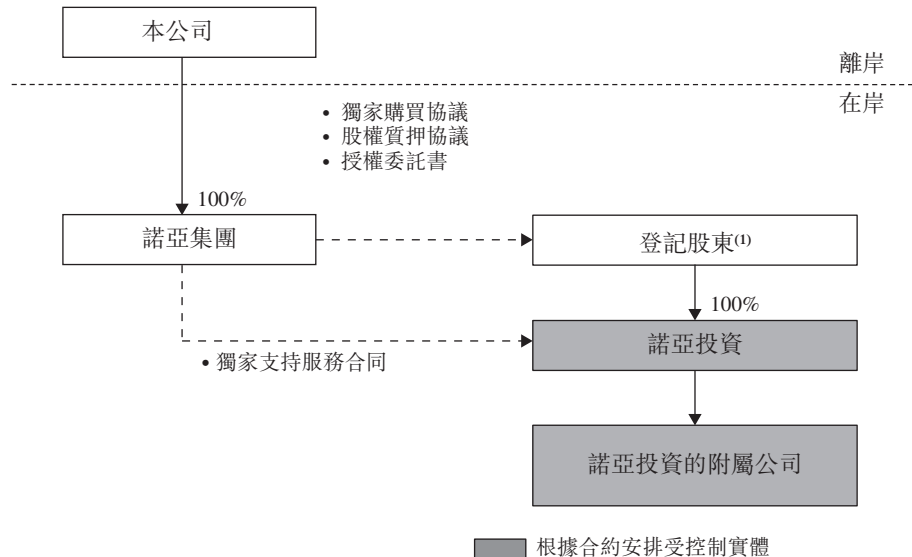 本公司
離岸
在岸
• 獨家購買協議
• 股權質押協議
• 授權委託書
100%
諾亞集團
登記股東(1)
100%
諾亞投資
• 獨家支持服務合同
諾亞投資的附屬公司
根據合約安排受控制實體